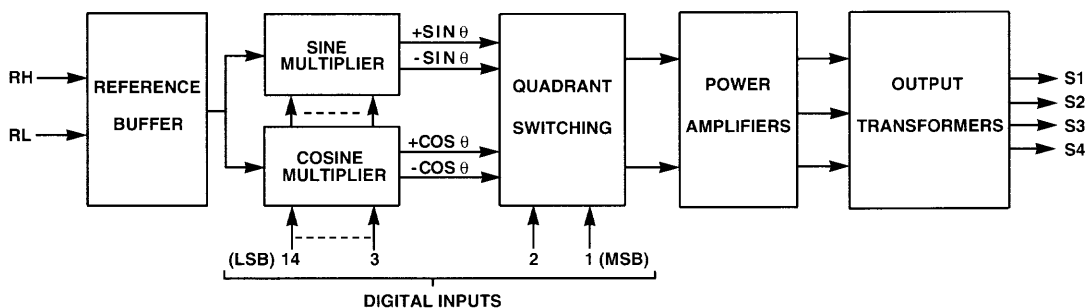 RH
RL
REFERENCE
BUFFER
SINE
MULTIPLIER
COSINE
MULTIPLIER
+SIN θ
-SIN θ
+COS θ
-COS θ
QUADRANT
SWITCHING
POWER
AMPLIFIERS
OUTPUT
TRANSFORMERS
S1
S2
S3
S4
(LSB) 14 3 2 1 (MSB)
DIGITAL INPUTS